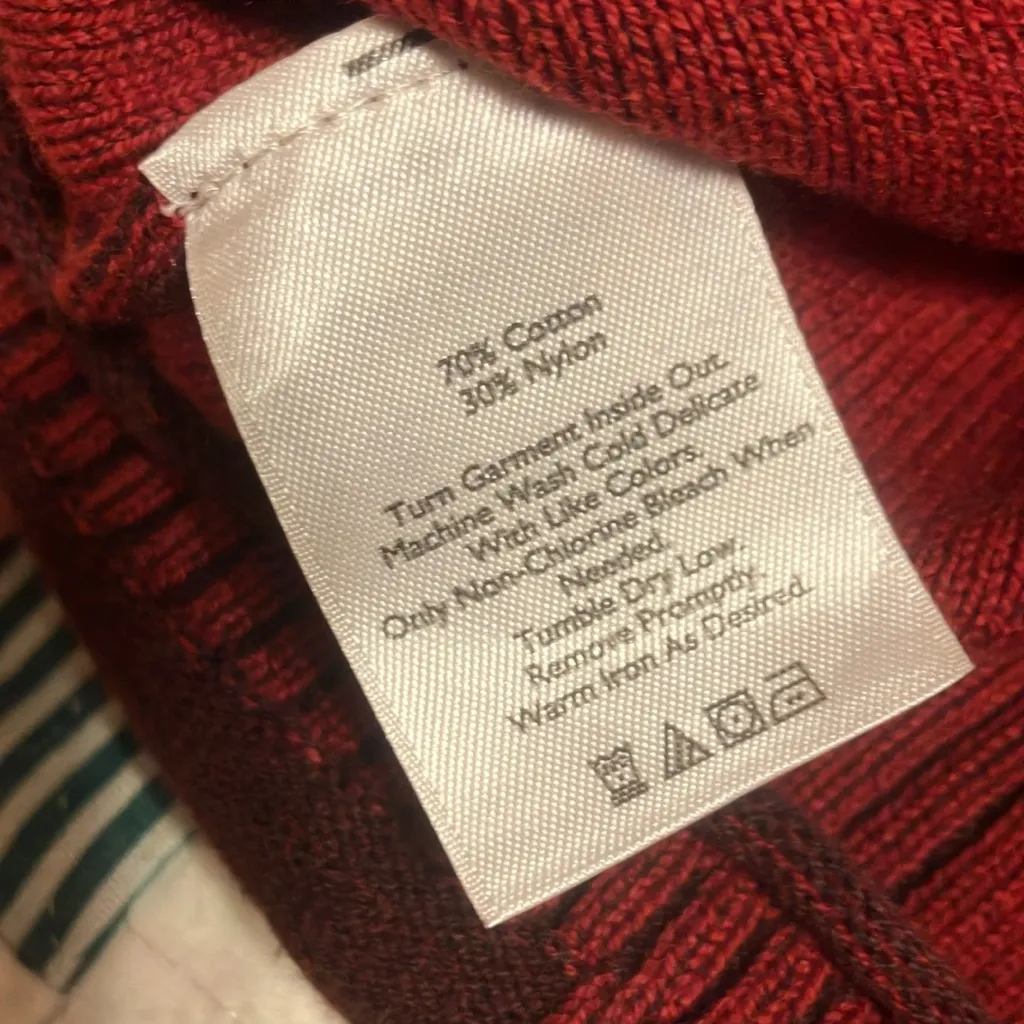 70% Cotton
30% Nylon
Turn Garment Inside Out.
Machine Wash Cold Delicate
With Like Colors.
Only Non-Chlorine Bleach When
Needed.
Tumble Dry Low.
Remove Promptly.
Warm Iron As Desired.